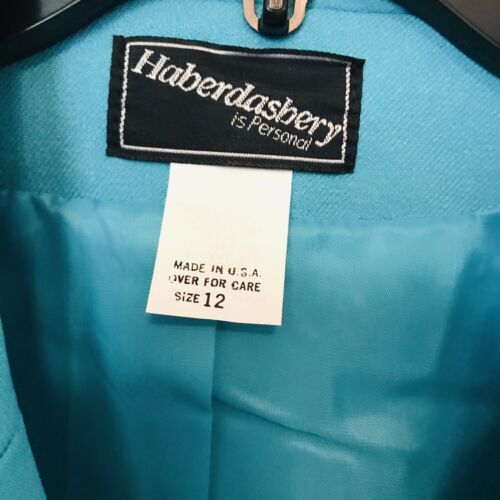 Haberdashery
is Personal
MADE IN U.S.A.
OVER FOR CARE
SIZE 12